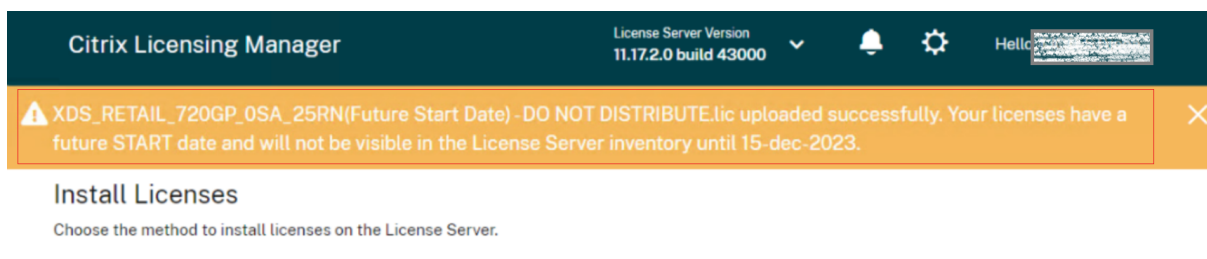 Citrix Licensing Manager
License Server Version
11.17.2.0 build 43000
Hello
XDS_RETAIL_720GP_0SA_25RN(Future Start Date) -DO NOT DISTRIBUTE.lic uploaded successfully. Your licenses have a
future START date and will not be visible in the License Server inventory until 15-dec-2023.
Install Licenses
Choose the method to install licenses on the License Server.